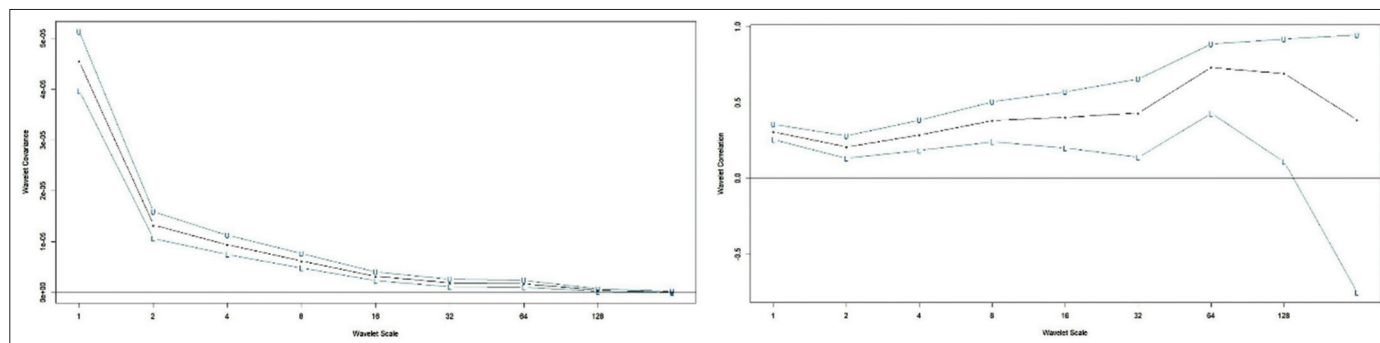 5e-05
4e-05
3e-05
2e-05
1e-05
0e+00
Wavelet Covariance
U
U
U
U
U
U
U
U
U
L
L
L
L
L
L
L
L
L
1 2 4 8 16 32 64 128
Wavelet Scale
1.0
0.5
0.0
-0.5
Wavelet Correlation
U
U
U
U
U
U
U
U
U
L
L
L
L
L
L
L
L
L
1 2 4 8 16 32 64 128
Wavelet Scale